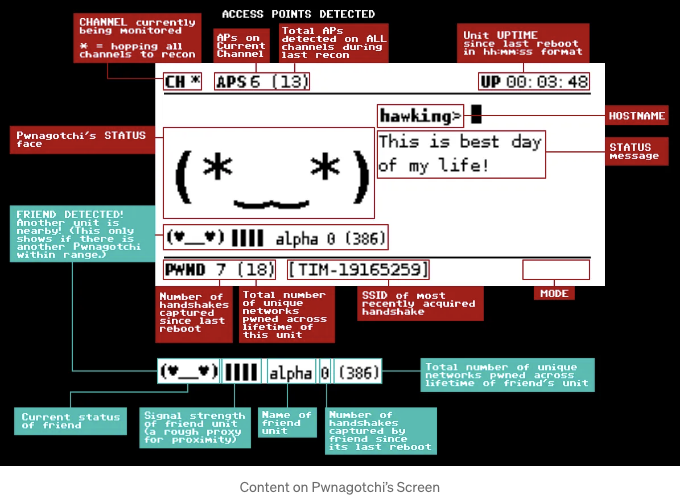 ACCESS POINTS DETECTED
CHANNEL currently
being monitored
* = hopping all
channels to recon
APs on
Current
Channel
Total APs
detected on ALL
channels during
last recon
Unit UPTIME
since last reboot
in hh:mm:ss format
CH *
APS 6 (13)
UP 00:03:48
hawking>
HOSTNAME
Pwnagotchi's STATUS
face
(*__*)
This is best day
of my life!
STATUS
message
FRIEND DETECTED!
Another unit is
nearby! (This only
shows if there is
another Pwnagotchi
within range.)
(♥__♥) ▌▌▌▌ alpha 0 (386)
PWND 7 (18)
[TIM-19165259]
MODE
Number of
handshakes
captured
since last
reboot
Total number
of unique
networks
pwned across
lifetime of
this unit
SSID of most
recently acquired
handshake
(♥__♥) ▌▌▌▌ alpha 0 (386)
Total number of unique
networks pwned across
lifetime of friend's unit
Current status
of friend
Signal strength
of friend unit
(a rough proxy
for proximity)
Name of
friend
unit
Number of
handshakes
captured by
friend since
its last reboot
Content on Pwnagotchi's Screen